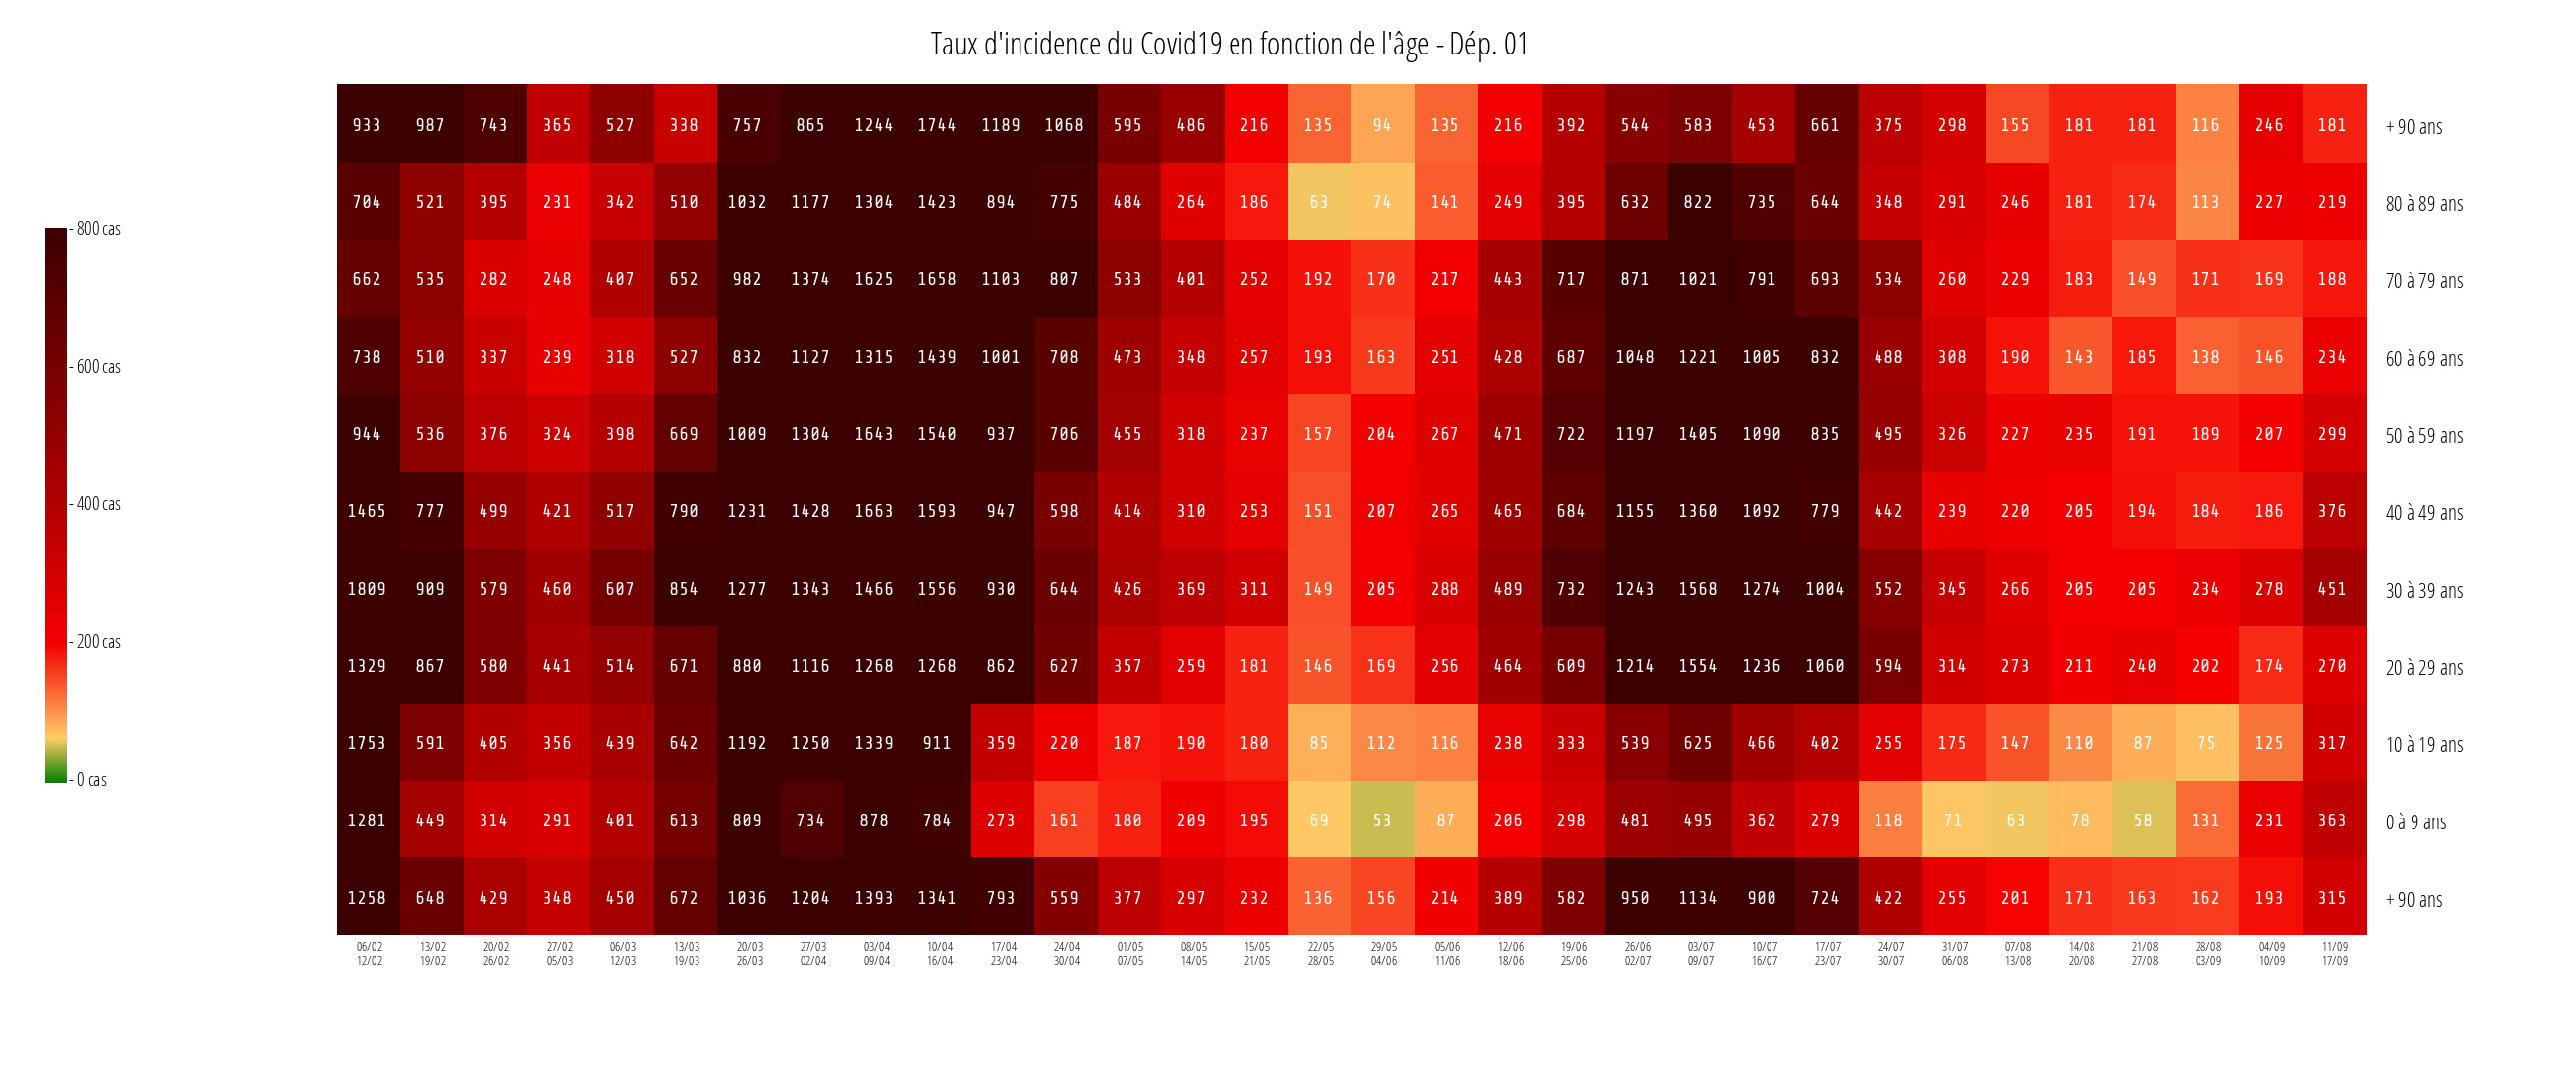 Taux d'incidence du Covid19 en fonction de l'âge - Dép. 01
- 800 cas
- 600 cas
- 400 cas
- 200 cas
- 0 cas
933 987 743 365 527 338 757 865 1244 1744 1189 1068 595 486 216 135 94 135 216 392 544 583 453 661 375 298 155 181 181 116 246 181 + 90 ans
704 521 395 231 342 510 1032 1177 1304 1423 894 775 484 264 186 63 74 141 249 395 632 822 735 644 348 291 246 181 174 113 227 219 80 à 89 ans
662 535 282 248 407 652 982 1374 1625 1658 1103 807 533 401 252 192 170 217 443 717 871 1021 791 693 534 260 229 183 149 171 169 188 70 à 79 ans
738 510 337 239 318 527 832 1127 1315 1439 1001 708 473 348 257 193 163 251 428 687 1048 1221 1005 832 488 308 190 143 185 138 146 234 60 à 69 ans
944 536 376 324 398 669 1009 1304 1643 1540 937 706 455 318 237 157 204 267 471 722 1197 1405 1090 835 495 326 227 235 191 189 207 299 50 à 59 ans
1465 777 499 421 517 790 1231 1428 1663 1593 947 598 414 310 253 151 207 265 465 684 1155 1360 1092 779 442 239 220 205 194 184 186 376 40 à 49 ans
1809 909 579 460 607 854 1277 1343 1466 1556 930 644 426 369 311 149 205 288 489 732 1243 1568 1274 1004 552 345 266 205 205 234 278 451 30 à 39 ans
1329 867 580 441 514 671 880 1116 1268 1268 862 627 357 259 181 146 169 256 464 609 1214 1554 1236 1060 594 314 273 211 240 202 174 270 20 à 29 ans
1753 591 405 356 439 642 1192 1250 1339 911 359 220 187 190 180 85 112 116 238 333 539 625 466 402 255 175 147 110 87 75 125 317 10 à 19 ans
1281 449 314 291 401 613 809 734 878 784 273 161 180 209 195 69 53 87 206 298 481 495 362 279 118 71 63 78 58 131 231 363 0 à 9 ans
1258 648 429 348 450 672 1036 1204 1393 1341 793 559 377 297 232 136 156 214 389 582 950 1134 900 724 422 255 201 171 163 162 193 315 + 90 ans
06/02 13/02 20/02 27/02 06/03 13/03 20/03 27/03 03/04 10/04 17/04 24/04 01/05 08/05 15/05 22/05 29/05 05/06 12/06 19/06 26/06 03/07 10/07 17/07 24/07 31/07 07/08 14/08 21/08 28/08 04/09 11/09
12/02 19/02 26/02 05/03 12/03 19/03 26/03 02/04 09/04 16/04 23/04 30/04 07/05 14/05 21/05 28/05 04/06 11/06 18/06 25/06 02/07 09/07 16/07 23/07 30/07 06/08 13/08 20/08 27/08 03/09 10/09 17/09